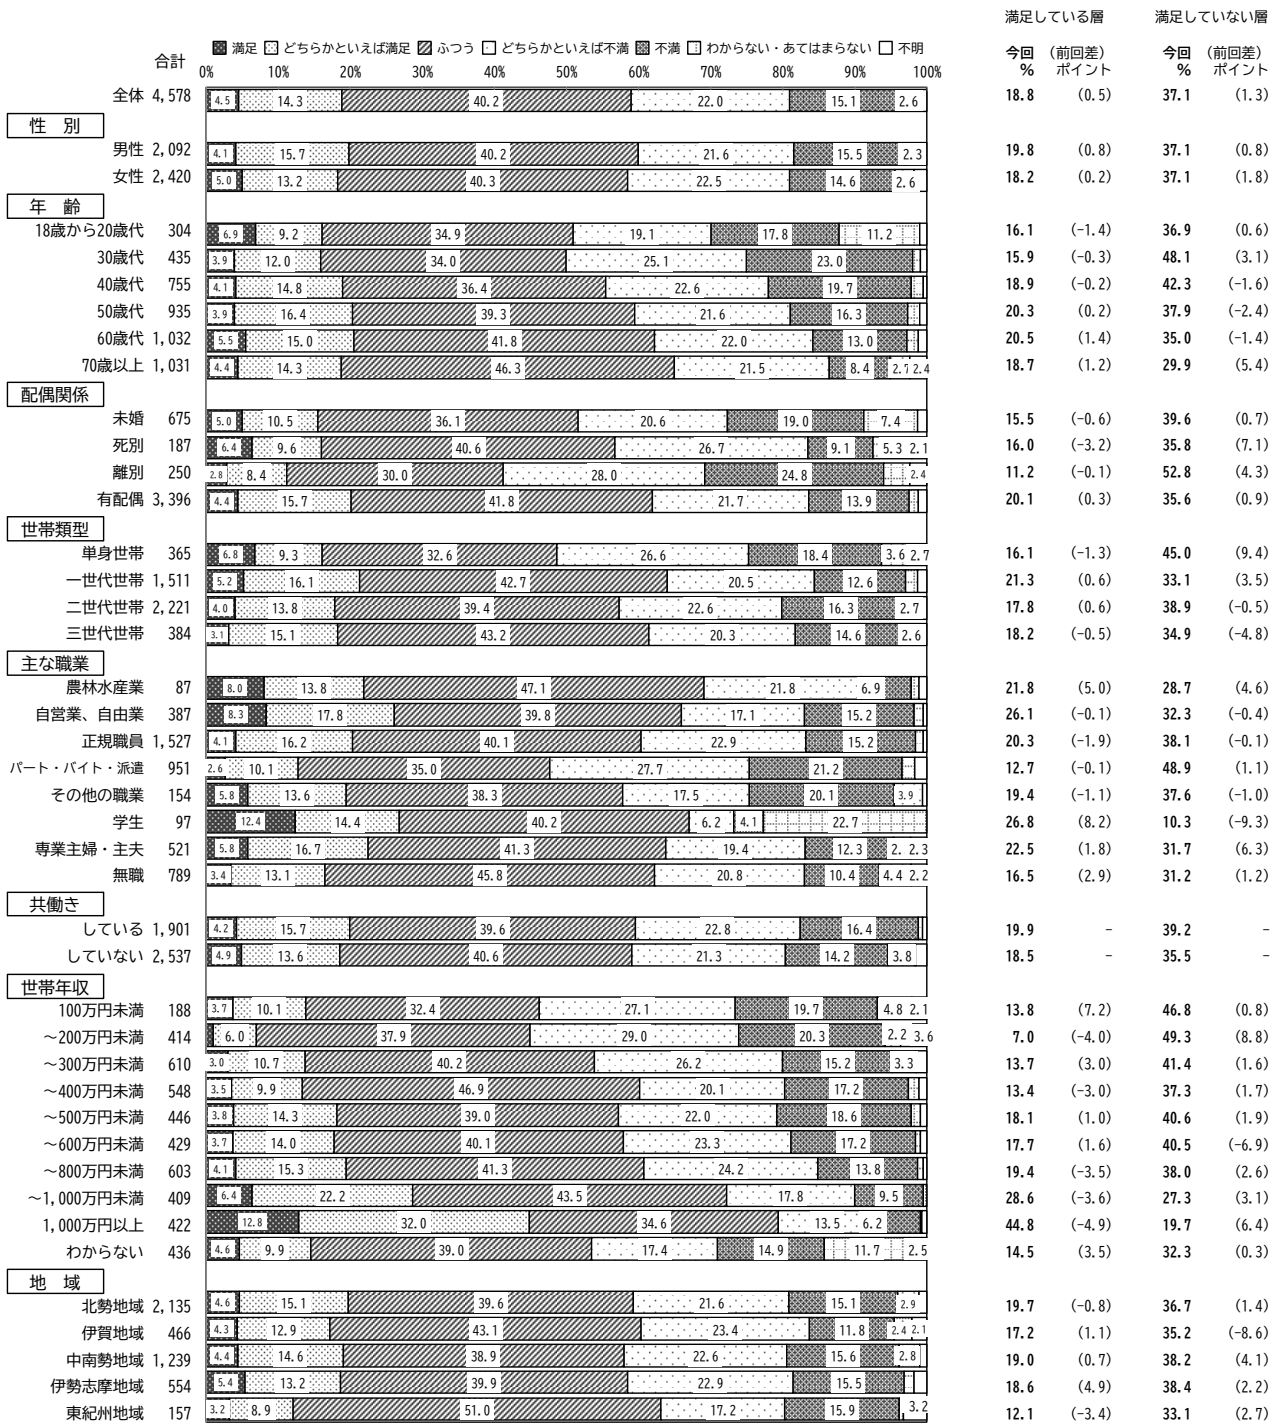 満足している層 満足していない層
満足 どちらかといえば満足 ふつう どちらかといえば不満 不満 わからない・あてはまらない 不明
合計 今回 (前回差) 今回 (前回差)
0% 10% 20% 30% 40% 50% 60% 70% 80% 90% 100% % ポイント % ポイント
全体 4,578 4.5 14.3 40.2 22.0 15.1 2.6 18.8 (0.5) 37.1 (1.3)
性 別
男性 2,092 4.1 15.7 40.2 21.6 15.5 2.3 19.8 (0.8) 37.1 (0.8)
女性 2,420 5.0 13.2 40.3 22.5 14.6 2.6 18.2 (0.2) 37.1 (1.8)
年 齢
18歳から20歳代 304 6.9 9.2 34.9 19.1 17.8 11.2 16.1 (-1.4) 36.9 (0.6)
30歳代 435 3.9 12.0 34.0 25.1 23.0 15.9 (-0.3) 48.1 (3.1)
40歳代 755 4.1 14.8 36.4 22.6 19.7 18.9 (-0.2) 42.3 (-1.6)
50歳代 935 3.9 16.4 39.3 21.6 16.3 20.3 (0.2) 37.9 (-2.4)
60歳代 1,032 5.5 15.0 41.8 22.0 13.0 20.5 (1.4) 35.0 (-1.4)
70歳以上 1,031 4.4 14.3 46.3 21.5 8.4 2.7 2.4 18.7 (1.2) 29.9 (5.4)
配偶関係
未婚 675 5.0 10.5 36.1 20.6 19.0 7.4 15.5 (-0.6) 39.6 (0.7)
死別 187 6.4 9.6 40.6 26.7 9.1 5.3 2.1 16.0 (-3.2) 35.8 (7.1)
離別 250 2.8 8.4 30.0 28.0 24.8 2.4 11.2 (-0.1) 52.8 (4.3)
有配偶 3,396 4.4 15.7 41.8 21.7 13.9 20.1 (0.3) 35.6 (0.9)
世帯類型
単身世帯 365 6.8 9.3 32.6 26.6 18.4 3.6 2.7 16.1 (-1.3) 45.0 (9.4)
一世代世帯 1,511 5.2 16.1 42.7 20.5 12.6 21.3 (0.6) 33.1 (3.5)
二世代世帯 2,221 4.0 13.8 39.4 22.6 16.3 2.7 17.8 (0.6) 38.9 (-0.5)
三世代世帯 384 3.1 15.1 43.2 20.3 14.6 2.6 18.2 (-0.5) 34.9 (-4.8)
主な職業
農林水産業 87 8.0 13.8 47.1 21.8 6.9 21.8 (5.0) 28.7 (4.6)
自営業、自由業 387 8.3 17.8 39.8 17.1 15.2 26.1 (-0.1) 32.3 (-0.4)
正規職員 1,527 4.1 16.2 40.1 22.9 15.2 20.3 (-1.9) 38.1 (-0.1)
パート・バイト・派遣 951 2.6 10.1 35.0 27.7 21.2 12.7 (-0.1) 48.9 (1.1)
その他の職業 154 5.8 13.6 38.3 17.5 20.1 3.9 19.4 (-1.1) 37.6 (-1.0)
学生 97 12.4 14.4 40.2 6.2 4.1 22.7 26.8 (8.2) 10.3 (-9.3)
専業主婦・主夫 521 5.8 16.7 41.3 19.4 12.3 2. 2.3 22.5 (1.8) 31.7 (6.3)
無職 789 3.4 13.1 45.8 20.8 10.4 4.4 2.2 16.5 (2.9) 31.2 (1.2)
共働き
している 1,901 4.2 15.7 39.6 22.8 16.4 19.9 - 39.2 -
していない 2,537 4.9 13.6 40.6 21.3 14.2 3.8 18.5 - 35.5 -
世帯年収
100万円未満 188 3.7 10.1 32.4 27.1 19.7 4.8 2.1 13.8 (7.2) 46.8 (0.8)
～200万円未満 414 6.0 37.9 29.0 20.3 2.2 3.6 7.0 (-4.0) 49.3 (8.8)
～300万円未満 610 3.0 10.7 40.2 26.2 15.2 3.3 13.7 (3.0) 41.4 (1.6)
～400万円未満 548 3.5 9.9 46.9 20.1 17.2 13.4 (-3.0) 37.3 (1.7)
～500万円未満 446 3.8 14.3 39.0 22.0 18.6 18.1 (1.0) 40.6 (1.9)
～600万円未満 429 3.7 14.0 40.1 23.3 17.2 17.7 (1.6) 40.5 (-6.9)
～800万円未満 603 4.1 15.3 41.3 24.2 13.8 19.4 (-3.5) 38.0 (2.6)
～1,000万円未満 409 6.4 22.2 43.5 17.8 9.5 28.6 (-3.6) 27.3 (3.1)
1,000万円以上 422 12.8 32.0 34.6 13.5 6.2 44.8 (-4.9) 19.7 (6.4)
わからない 436 4.6 9.9 39.0 17.4 14.9 11.7 2.5 14.5 (3.5) 32.3 (0.3)
地 域
北勢地域 2,135 4.6 15.1 39.6 21.6 15.1 2.9 19.7 (-0.8) 36.7 (1.4)
伊賀地域 466 4.3 12.9 43.1 23.4 11.8 2.4 2.1 17.2 (1.1) 35.2 (-8.6)
中南勢地域 1,239 4.4 14.6 38.9 22.6 15.6 2.8 19.0 (0.7) 38.2 (4.1)
伊勢志摩地域 554 5.4 13.2 39.9 22.9 15.5 18.6 (4.9) 38.4 (2.2)
東紀州地域 157 3.2 8.9 51.0 17.2 15.9 3.2 12.1 (-3.4) 33.1 (2.7)